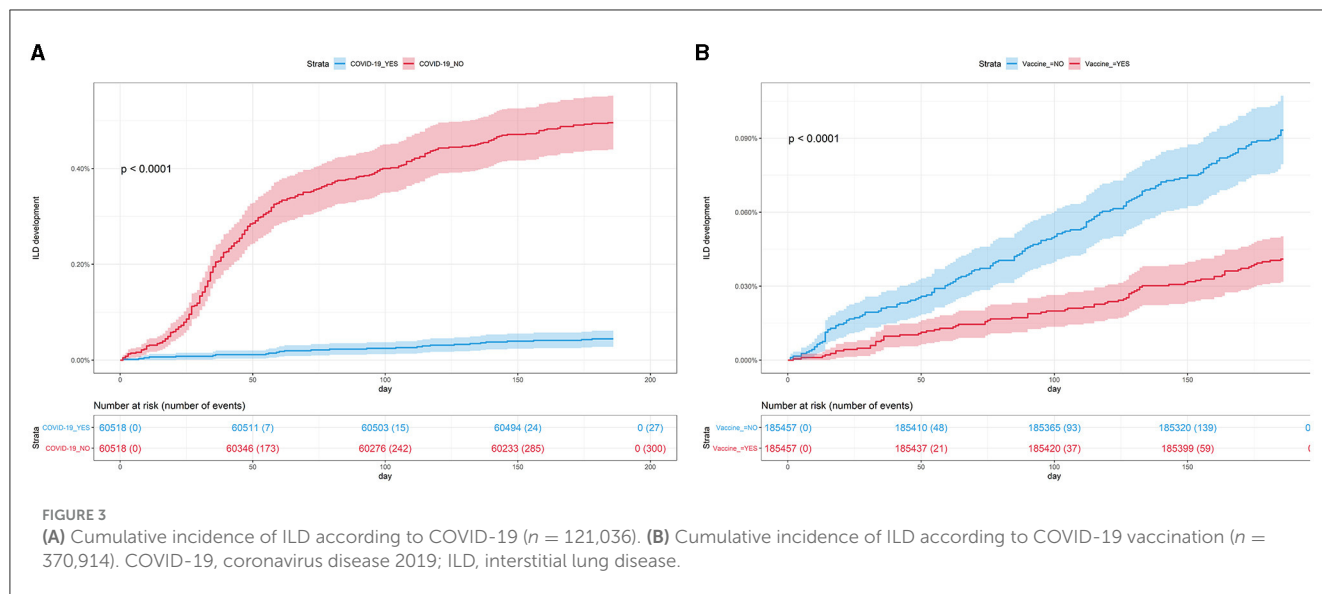 A
Strata COVID-19_YES COVID-19_NO
p < 0.0001
ILD development
0.40%
0.20%
0.00%
0 50 100 150 200
day
Number at risk (number of events)
Strata
COVID-19_YES 60518 (0) 60511 (7) 60503 (15) 60494 (24) 0 (27)
COVID-19_NO 60518 (0) 60346 (173) 60276 (242) 60233 (285) 0 (300)
0 50 100 150 200
day
B
Strata Vaccine_=NO Vaccine_=YES
p < 0.0001
ILD development
0.090%
0.060%
0.030%
0.000%
0 50 100 150
day
Number at risk (number of events)
Strata
Vaccine_=NO 185457 (0) 185410 (48) 185365 (93) 185320 (139) 0
Vaccine_=YES 185457 (0) 185437 (21) 185420 (37) 185399 (59)
0 50 100 150
day
FIGURE 3
(A) Cumulative incidence of ILD according to COVID-19 (n = 121,036). (B) Cumulative incidence of ILD according to COVID-19 vaccination (n =
370,914). COVID-19, coronavirus disease 2019; ILD, interstitial lung disease.